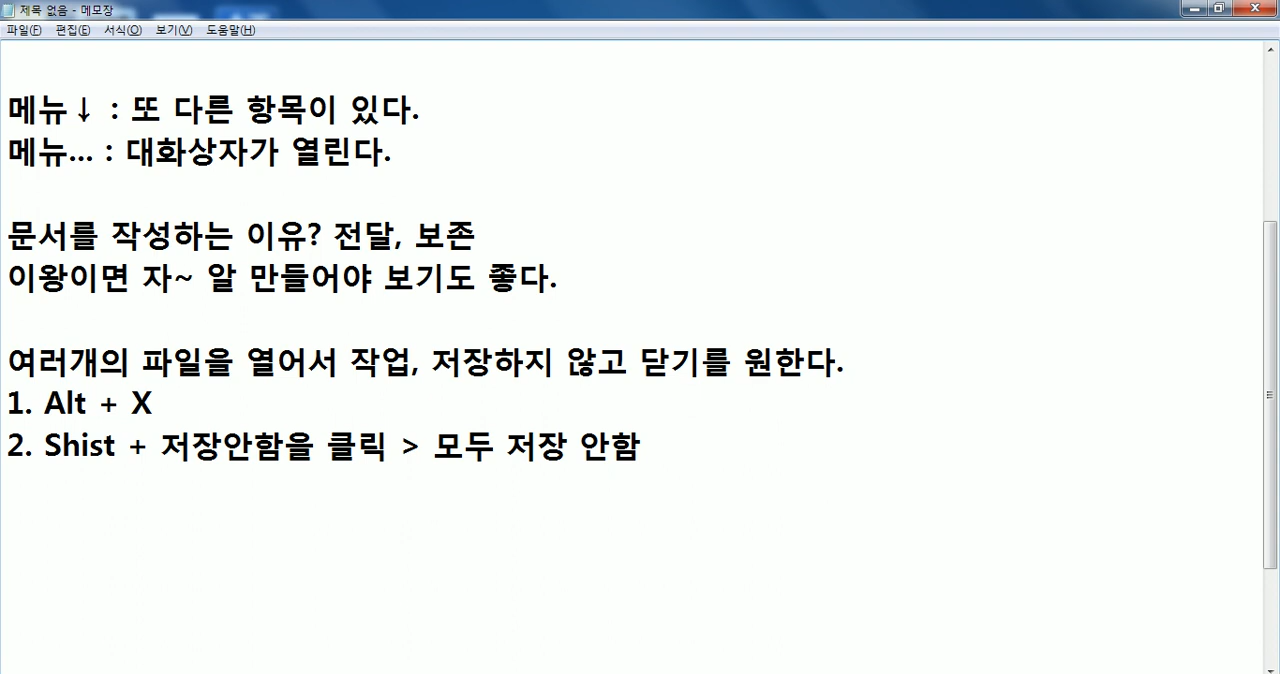 제목 없음 - 메모장
파일(F) 편집(E) 서식(O) 보기(V) 도움말(H)
메뉴↓ : 또 다른 항목이 있다.
메뉴... : 대화상자가 열린다.
문서를 작성하는 이유? 전달, 보존
이왕이면 자~ 알 만들어야 보기도 좋다.
여러개의 파일을 열어서 작업, 저장하지 않고 닫기를 원한다.
1. Alt + X
2. Shist + 저장안함을 클릭 > 모두 저장 안함